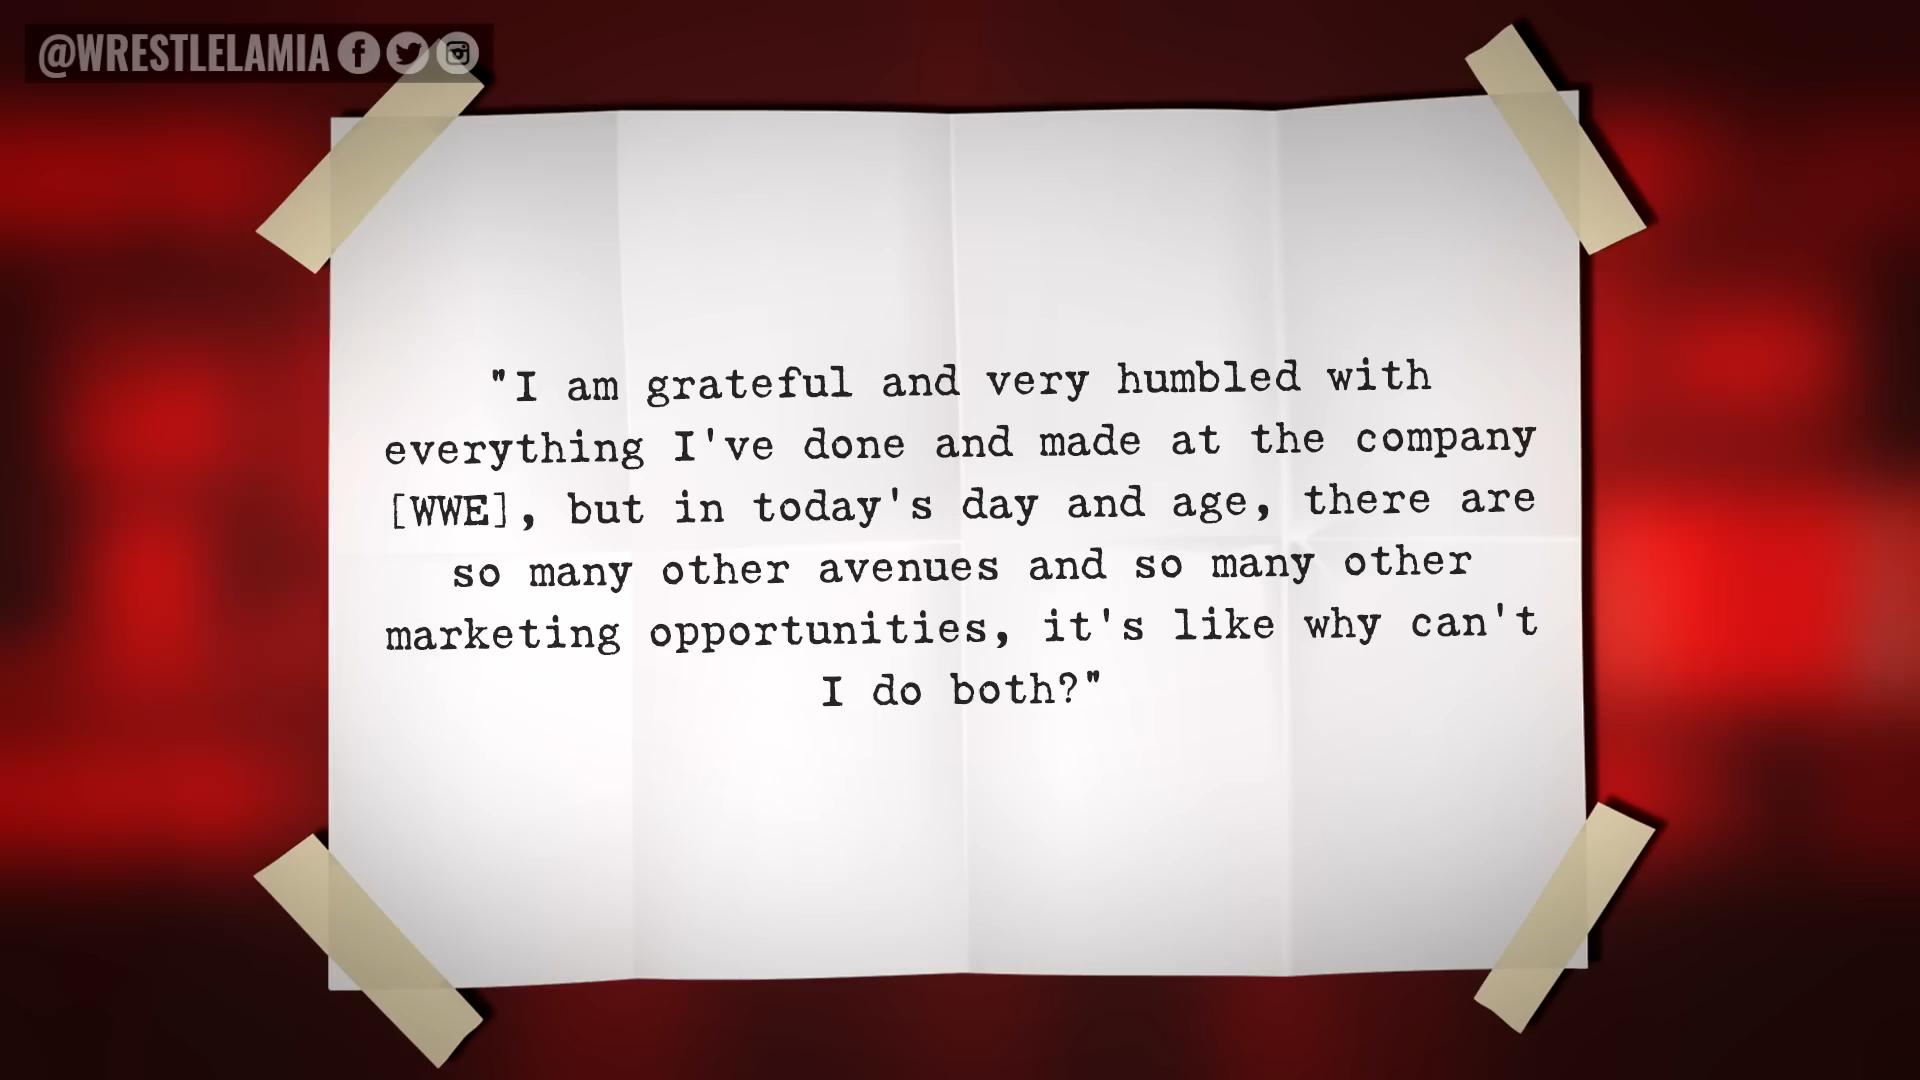 @WRESTLELAMIA
"I am grateful and very humbled with
everything I've done and made at the company
[WWE], but in today's day and age, there are
so many other avenues and so many other
marketing opportunities, it's like why can't
I do both?"